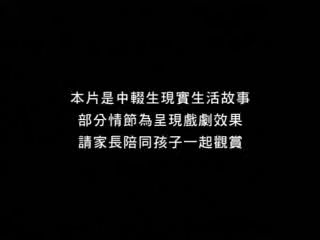 本片是中輟生現實生活故事
部分情節為呈現戲劇效果
請家長陪同孩子一起觀賞